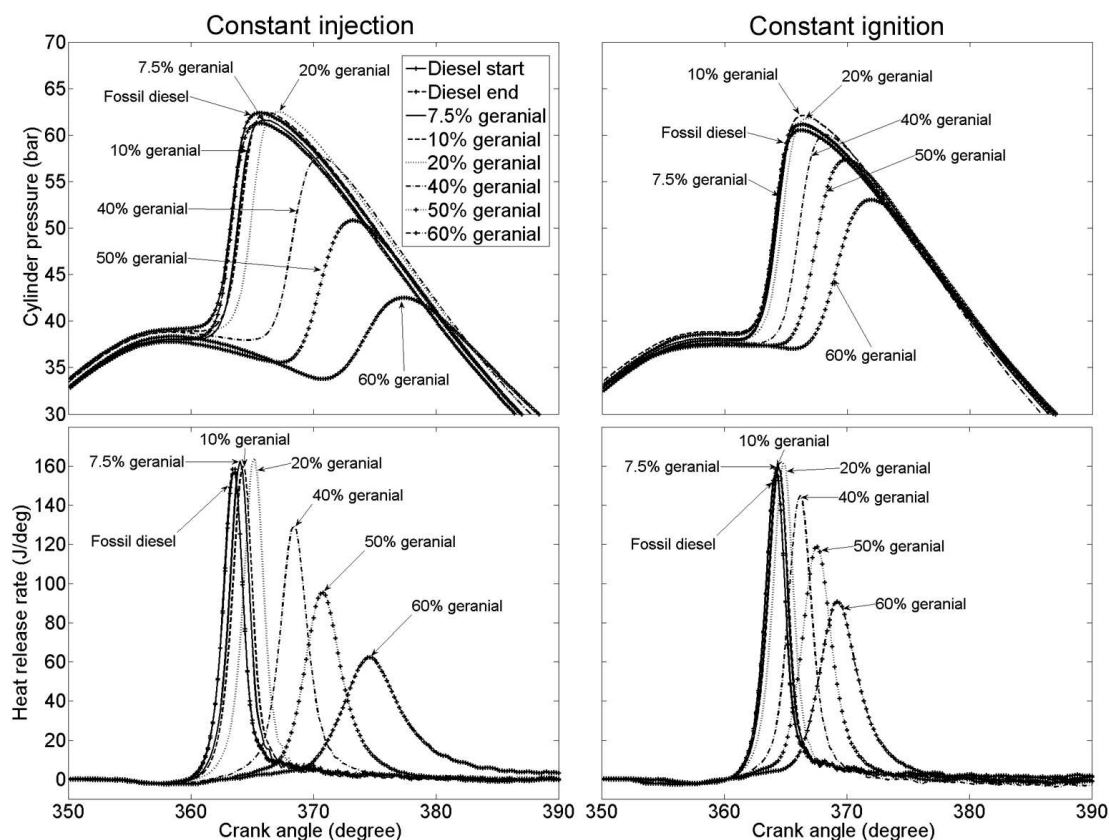 Constant injection
Constant ignition
70
65
60
55
50
45
40
35
30
Cylinder pressure (bar)
7.5% geranial
20% geranial
Fossil diesel
10% geranial
40% geranial
50% geranial
60% geranial
Diesel start
Diesel end
7.5% geranial
10% geranial
20% geranial
40% geranial
50% geranial
60% geranial
10% geranial
20% geranial
Fossil diesel
40% geranial
50% geranial
7.5% geranial
60% geranial
160
140
120
100
80
60
40
20
0
Heat release rate (J/deg)
10% geranial
7.5% geranial
20% geranial
40% geranial
Fossil diesel
50% geranial
60% geranial
350
360
370
380
390
Crank angle (degree)
10% geranial
7.5% geranial
20% geranial
40% geranial
Fossil diesel
50% geranial
60% geranial
350
360
370
380
390
Crank angle (degree)